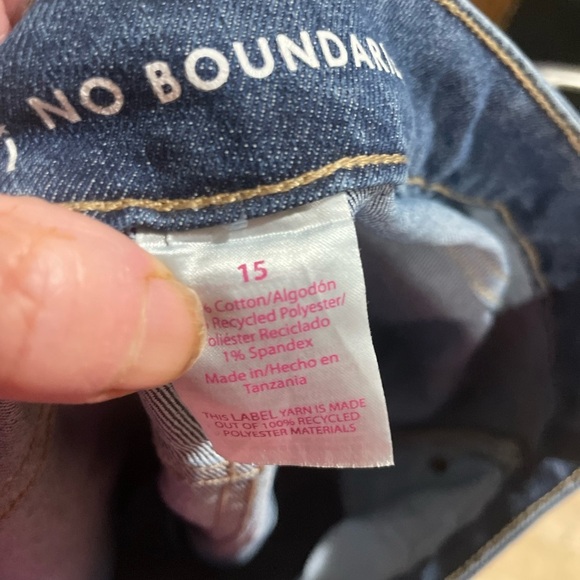 NO BOUNDARI
15
% Cotton/Algodón
Recycled Polyester/
oliéster Reciclado
1% Spandex
Made in/Hecho en
Tanzania
THIS LABEL YARN IS MADE
OUT OF 100% RECYCLED
POLYESTER MATERIALS